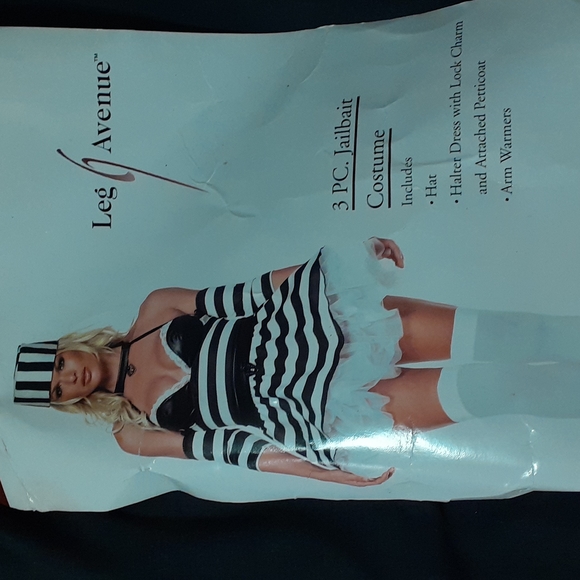 Leg Avenue™
3 PC. Jailbait
Costume
Includes
• Hat
• Halter Dress with Lock Charm
and Attached Petticoat
• Arm Warmers